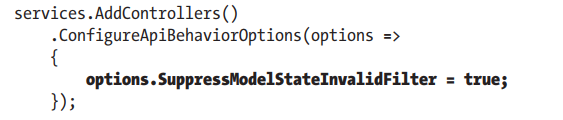 services.AddControllers()
.ConfigureApiBehaviorOptions(options =>
{
options.SuppressModelStateInvalidFilter = true;
});